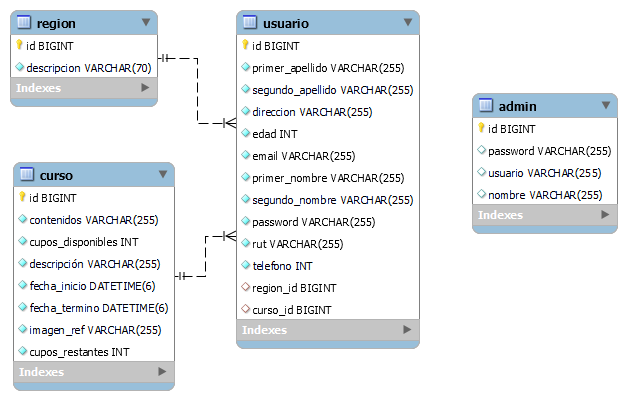 region
id BIGINT
descripcion VARCHAR(70)
Indexes
usuario
id BIGINT
primer_apellido VARCHAR(255)
segundo_apellido VARCHAR(255)
direccion VARCHAR(255)
edad INT
email VARCHAR(255)
primer_nombre VARCHAR(255)
segundo_nombre VARCHAR(255)
password VARCHAR(255)
rut VARCHAR(255)
telefono INT
region_id BIGINT
curso_id BIGINT
Indexes
admin
id BIGINT
password VARCHAR(255)
usuario VARCHAR(255)
nombre VARCHAR(255)
Indexes
curso
id BIGINT
contenidos VARCHAR(255)
cupos_disponibles INT
descripción VARCHAR(255)
fecha_inicio DATETIME(6)
fecha_termino DATETIME(6)
imagen_ref VARCHAR(255)
cupos_restantes INT
Indexes